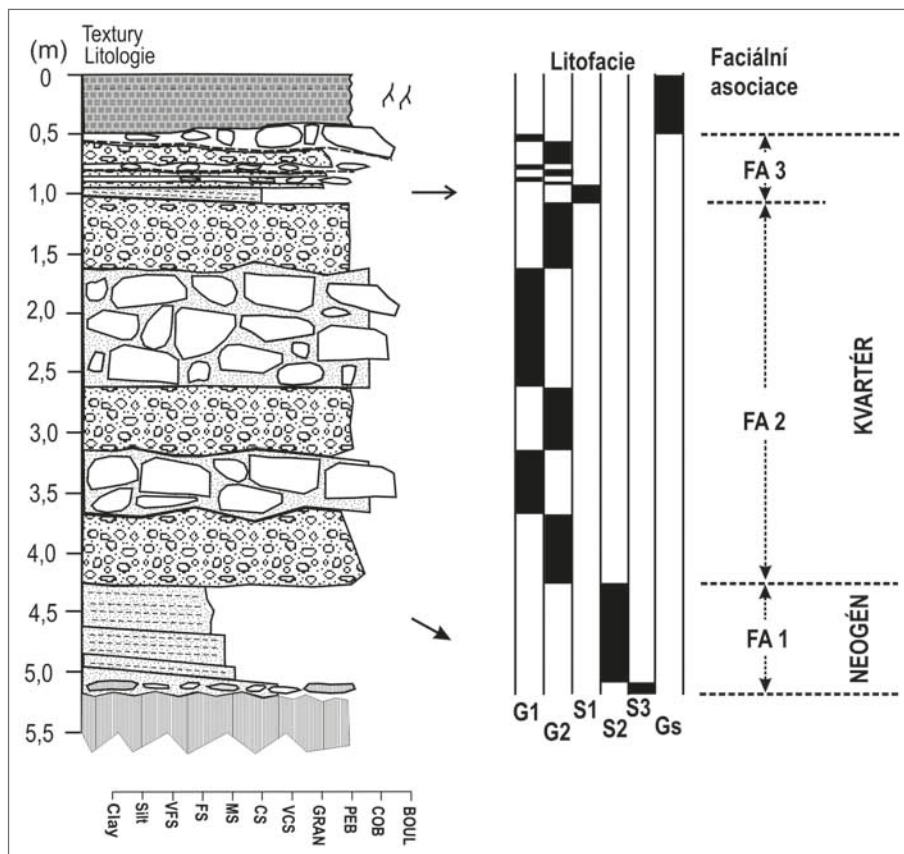 Textury
Litologie
(m)
0
0,5
1,0
1,5
2,0
2,5
3,0
3,5
4,0
4,5
5,0
5,5
Clay
Silt
VFS
FS
MS
CS
VCS
GRAN
PEB
COB
BOUL
Litofacie
G1
G2
S1
S2
S3
Gs
Faciální
asociace
FA 3
FA 2
FA 1
KVARTÉR
NEOGÉN